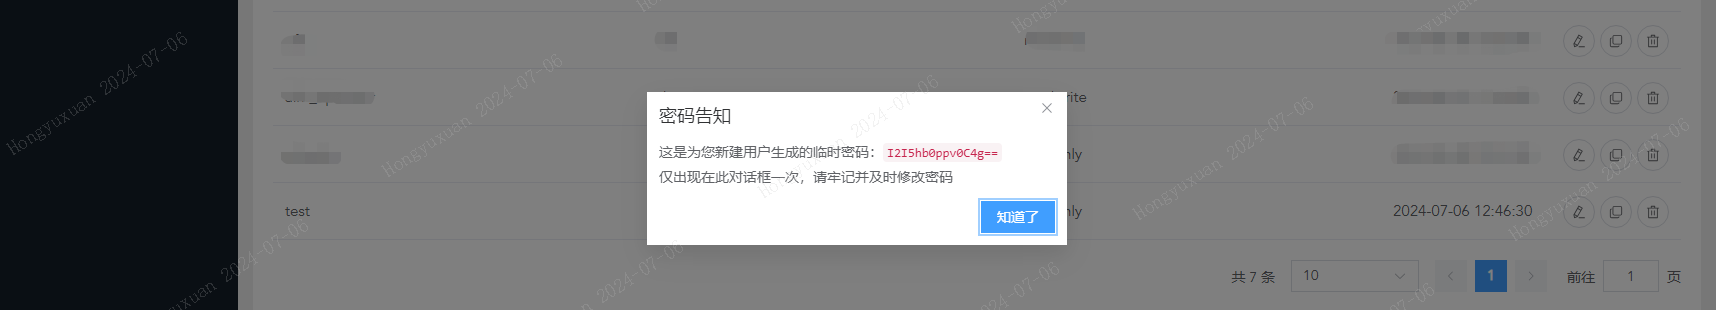 密码告知
这是为您新建用户生成的临时密码： I2I5hb0ppv0C4g==
仅出现在此对话框一次，请牢记并及时修改密码
知道了
test
2024-07-06 12:46:30
共 7 条
10
1
前往
1
页
Hongyuxuan 2024-07-06
Hongyuxuan 2024-07-06
Hongyuxuan 2024-07-06
Hongyuxuan 2024-07-06